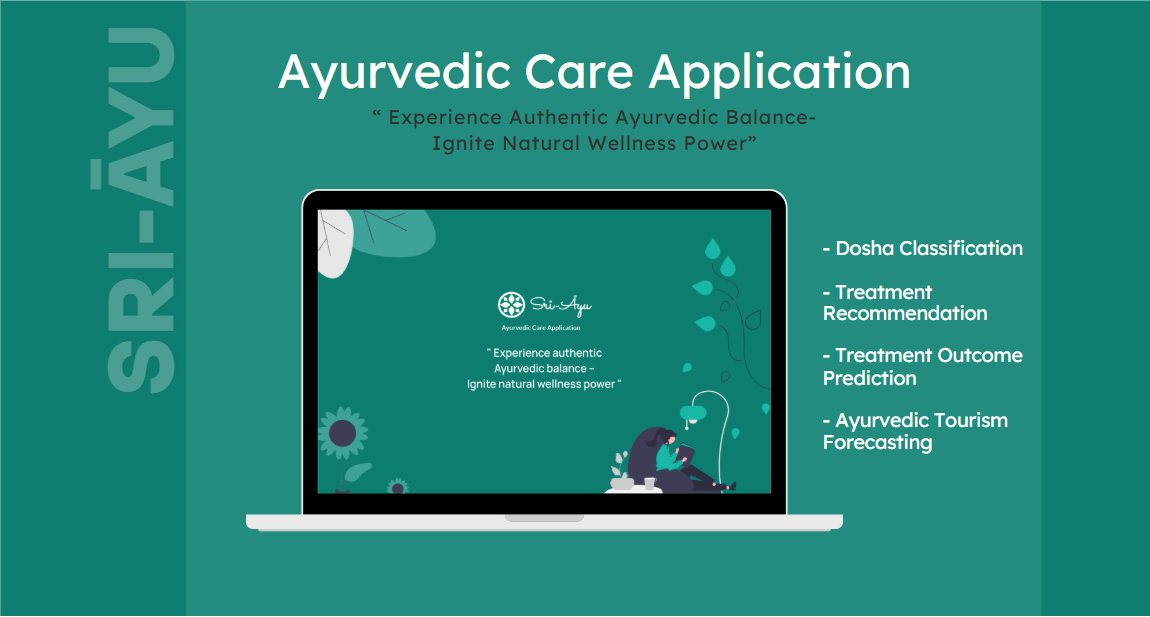 SRI-ĀYU
Ayurvedic Care Application
“ Experience Authentic Ayurvedic Balance-
Ignite Natural Wellness Power”
Sri-Āyu
Ayurvedic Care Application
" Experience authentic
Ayurvedic balance –
Ignite natural wellness power "
- Dosha Classification
- Treatment
Recommendation
- Treatment Outcome
Prediction
- Ayurvedic Tourism
Forecasting